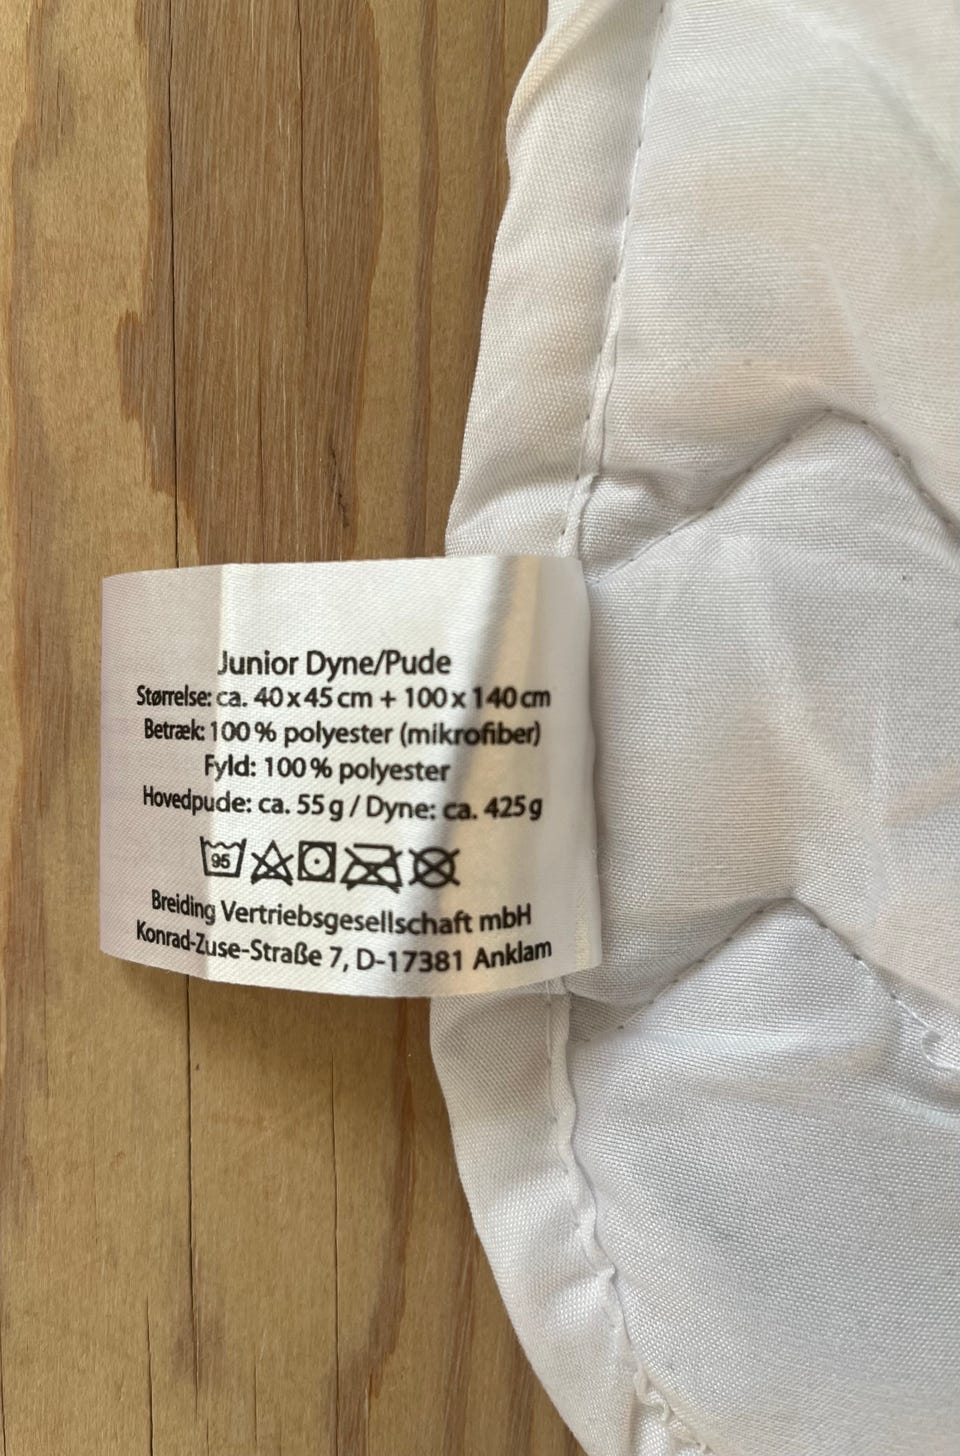 Junior Dyne/Pude
Størrelse: ca. 40 x 45 cm + 100 x 140 cm
Betræk: 100 % polyester (mikrofiber)
Fyld: 100 % polyester
Hovedpude: ca. 55 g / Dyne: ca. 425 g
95
Breiding Vertriebsgesellschaft mbH
Konrad-Zuse-Straße 7, D-17381 Anklam